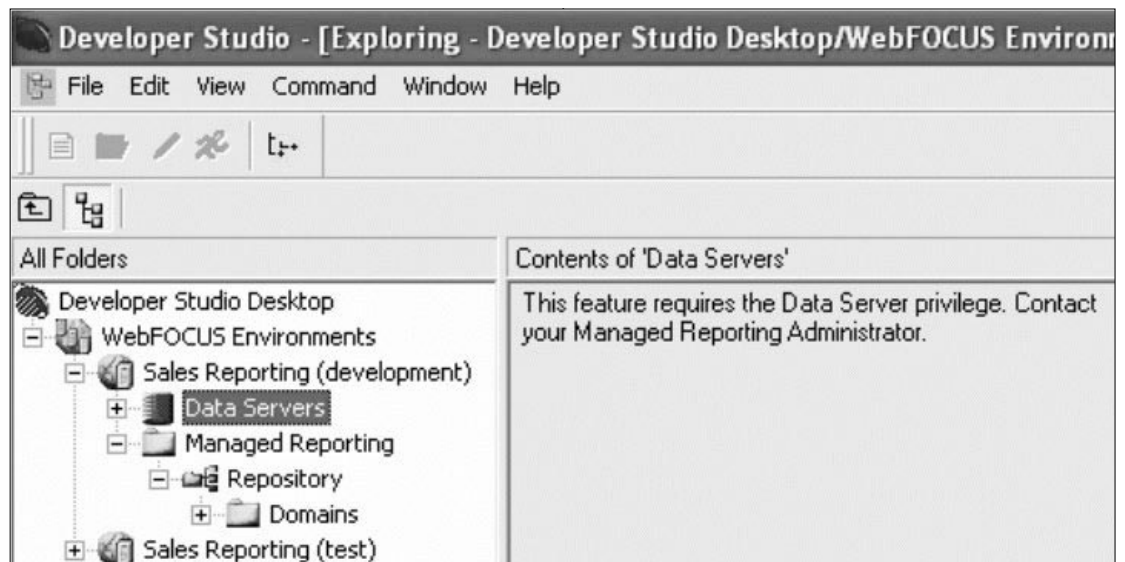 Developer Studio - [Exploring - Developer Studio Desktop/WebFOCUS
File Edit View Command Window Help
All Folders
Contents of 'Data Servers'
Developer Studio Desktop
WebFOCUS Environments
Sales Reporting (development)
Data Servers
Managed Reporting
Repository
Domains
Sales Reporting (test)
This feature requires the Data Server privilege. Contact
your Managed Reporting Administrator.